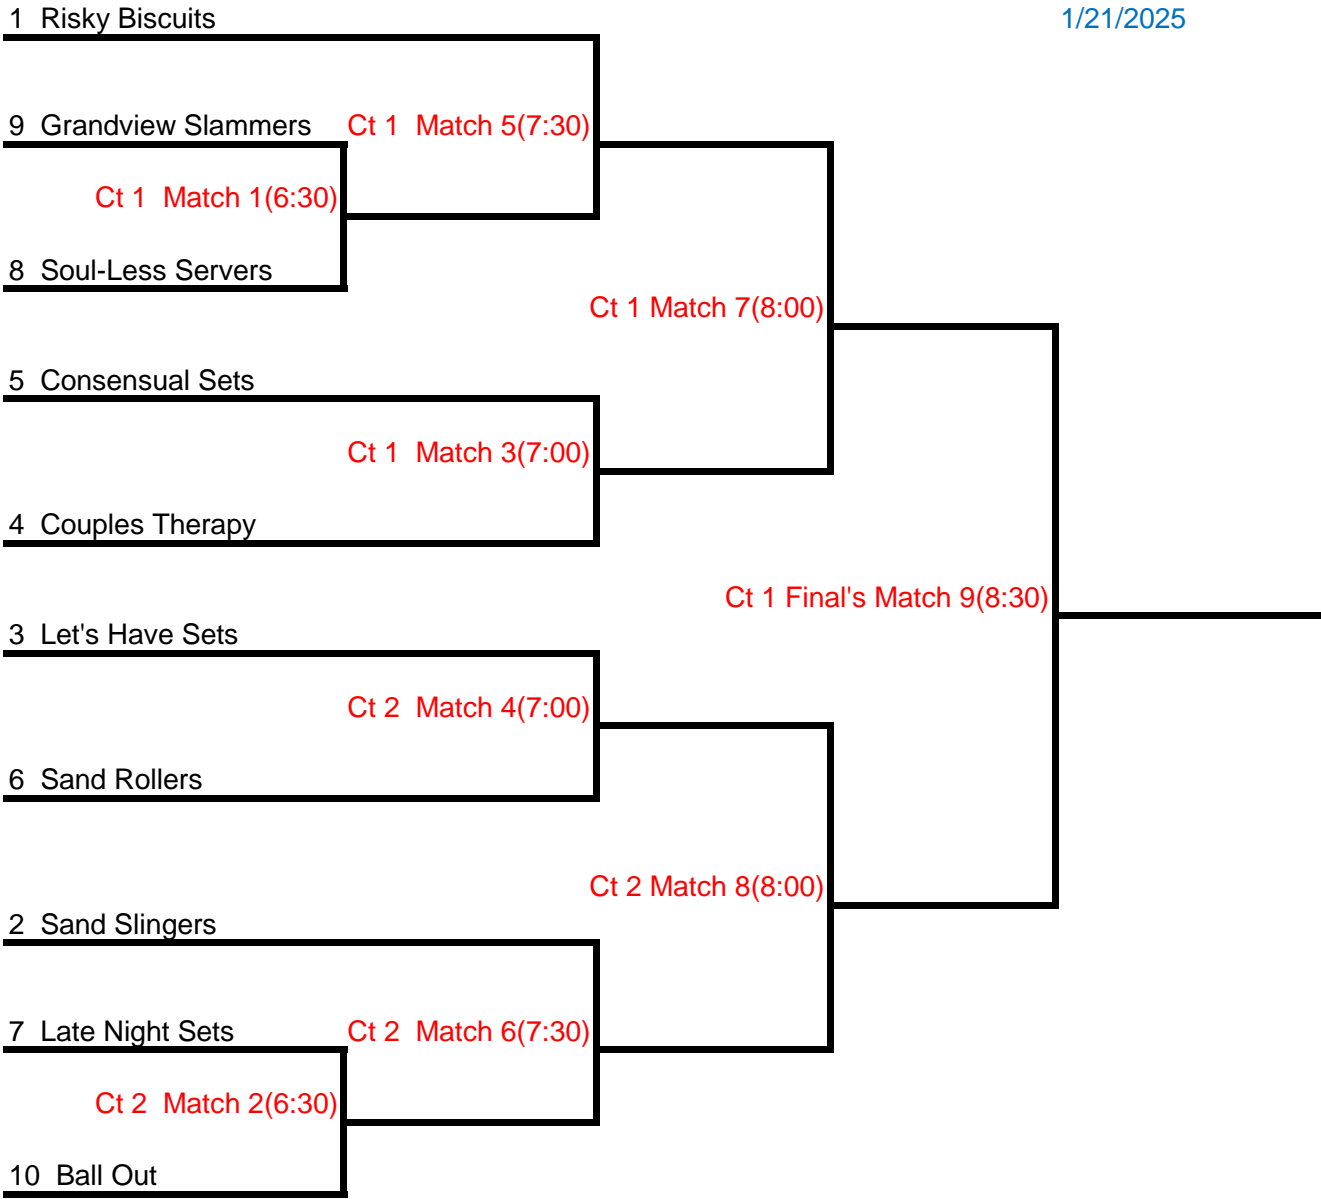 1 Risky Biscuits
1/21/2025
9 Grandview Slammers
Ct 1 Match 5(7:30)
Ct 1 Match 1(6:30)
8 Soul-Less Servers
Ct 1 Match 7(8:00)
5 Consensual Sets
Ct 1 Match 3(7:00)
4 Couples Therapy
Ct 1 Final's Match 9(8:30)
3 Let's Have Sets
Ct 2 Match 4(7:00)
6 Sand Rollers
Ct 2 Match 8(8:00)
2 Sand Slingers
7 Late Night Sets
Ct 2 Match 6(7:30)
Ct 2 Match 2(6:30)
10 Ball Out